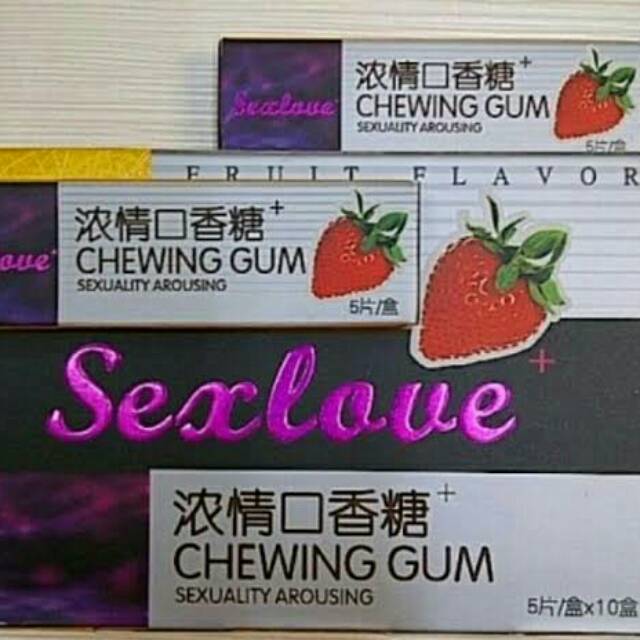 Sexlove
浓情口香糖+
CHEWING GUM
SEXUALITY AROUSING
5片/盒
FRUIT FLAVOR
ove
浓情口香糖+
CHEWING GUM
SEXUALITY AROUSING
5片/盒
Sexlove+
浓情口香糖+
CHEWING GUM
SEXUALITY AROUSING
5片/盒x10盒